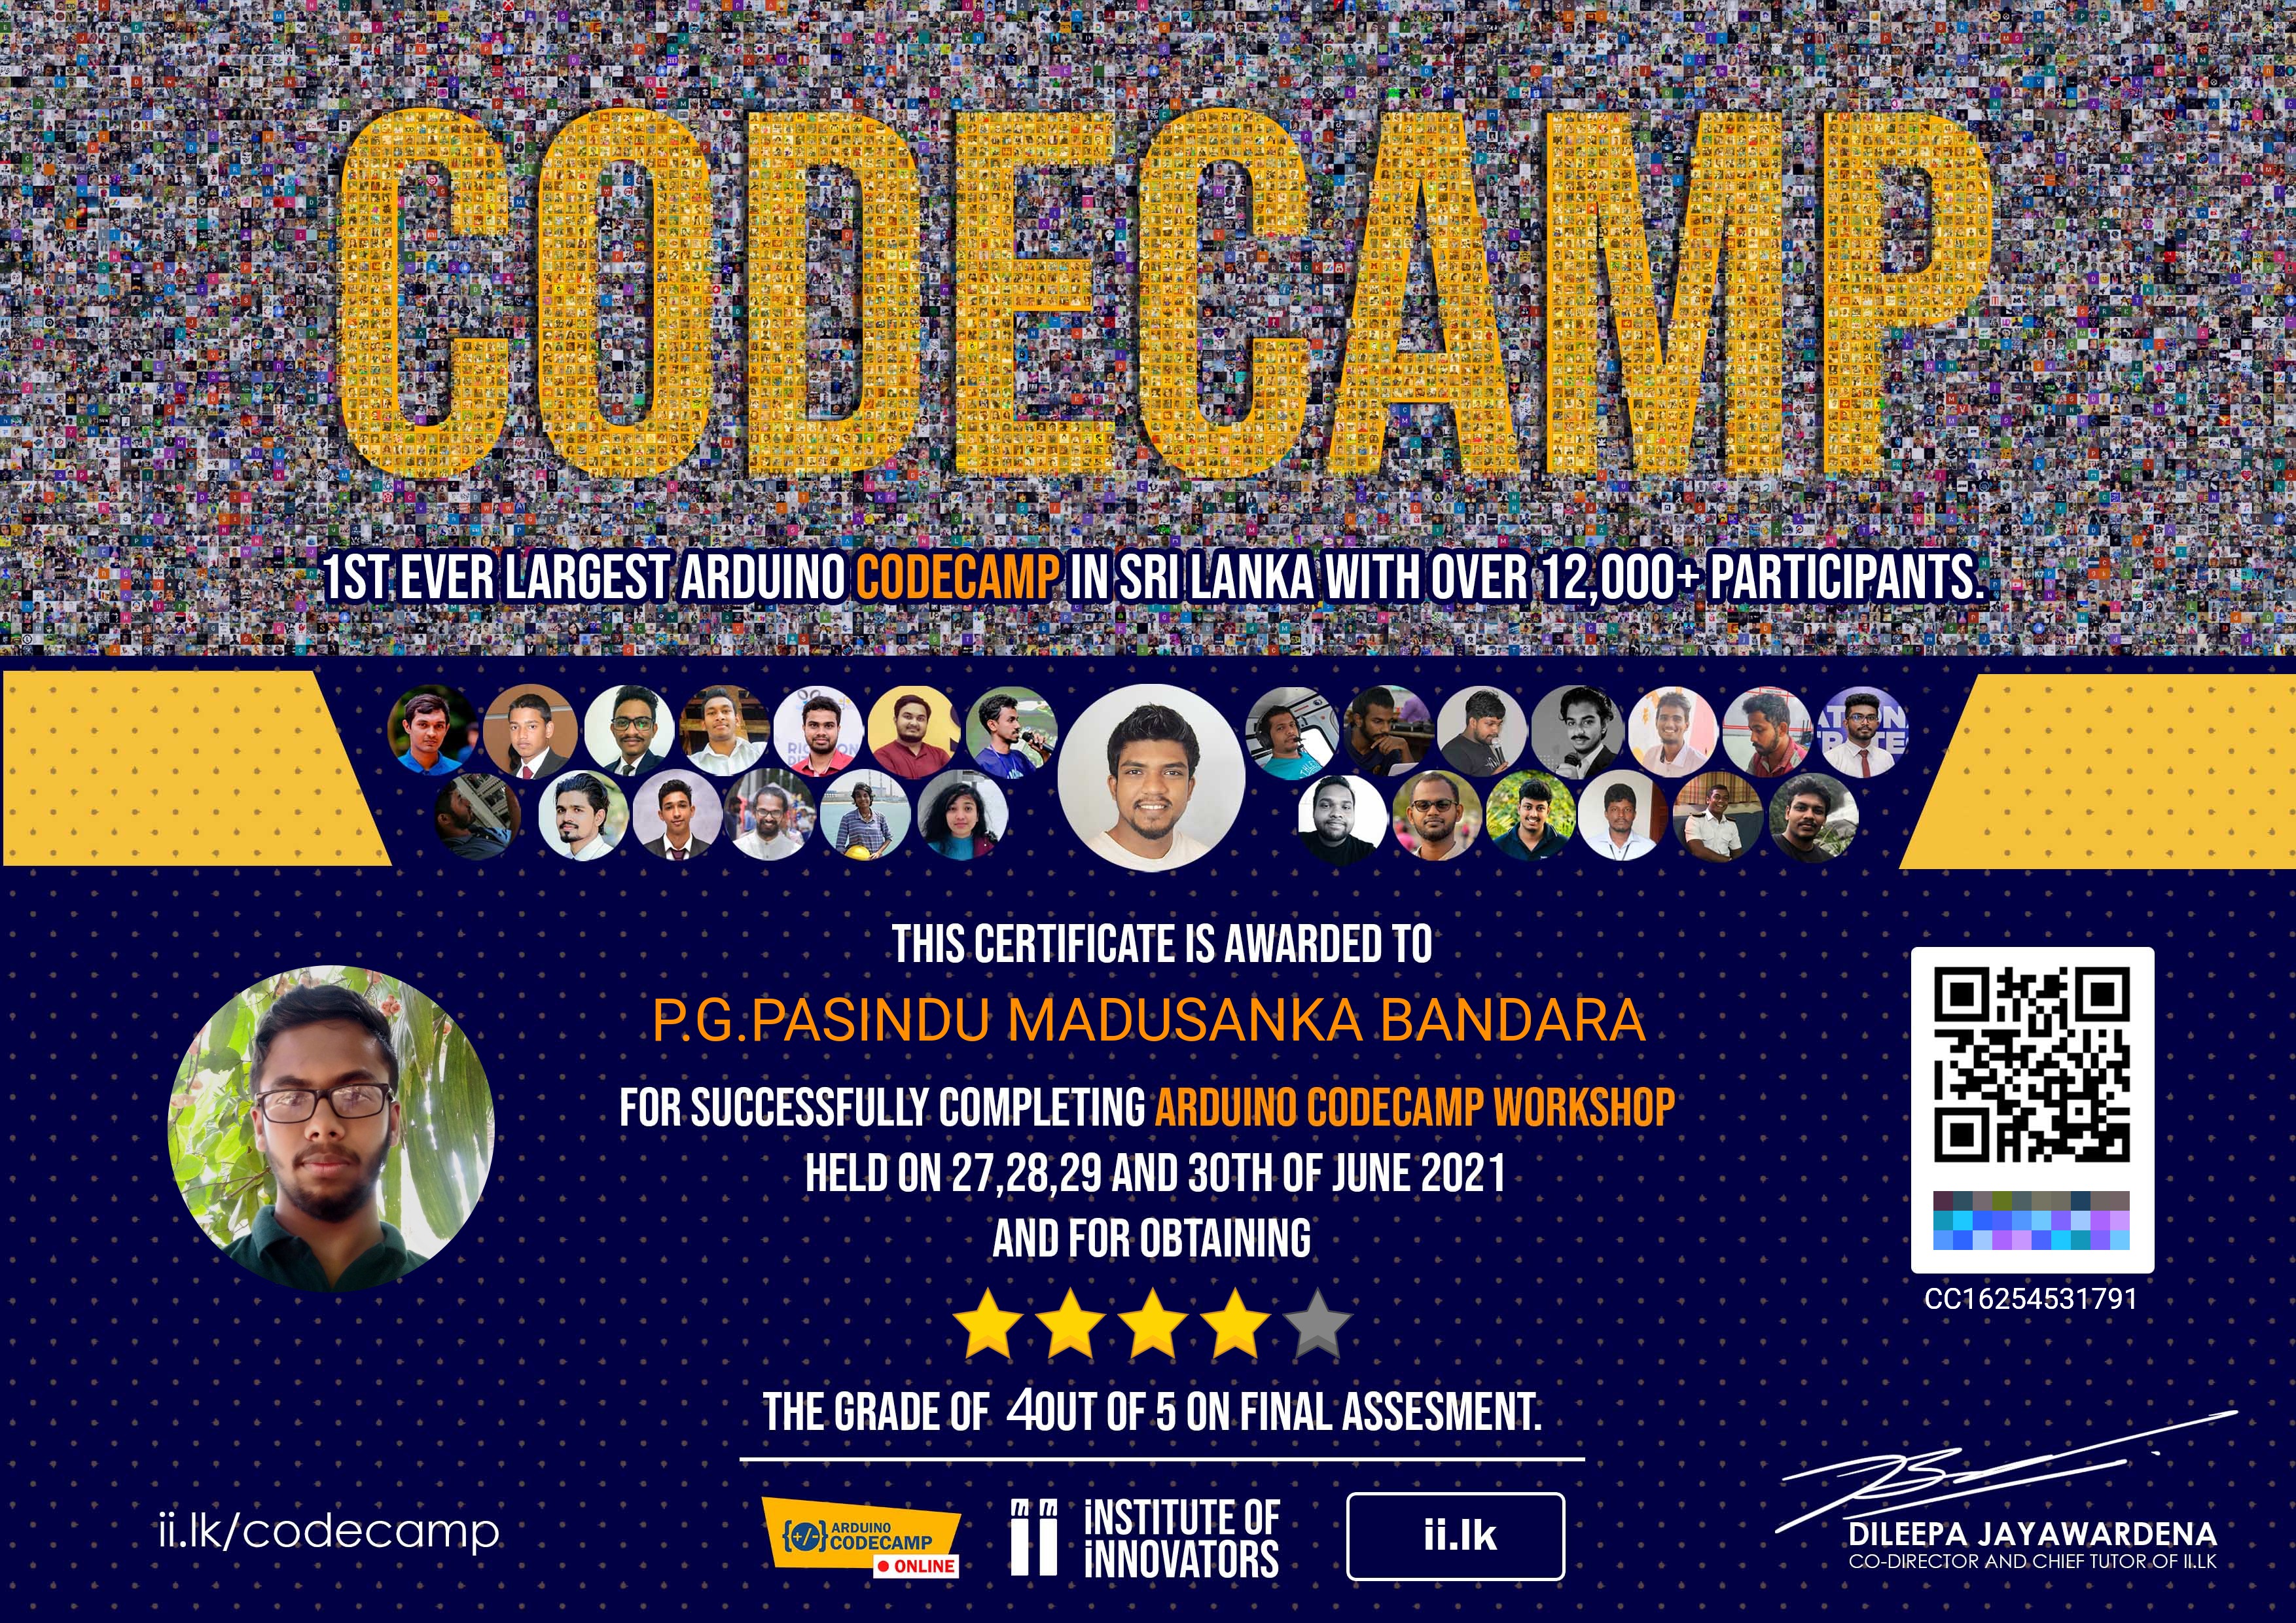 CODECAMP
1ST EVER LARGEST ARDUINO CODECAMP IN SRI LANKA WITH OVER 12,000+ PARTICIPANTS.
THIS CERTIFICATE IS AWARDED TO
P.G.PASINDU MADUSANKA BANDARA
FOR SUCCESSFULLY COMPLETING ARDUINO CODECAMP WORKSHOP
HELD ON 27,28,29 AND 30TH OF JUNE 2021
AND FOR OBTAINING
CC16254531791
THE GRADE OF 4OUT OF 5 ON FINAL ASSESMENT.
ii.lk/codecamp
{+/-} ARDUINO
CODECAMP
ONLINE
iNSTITUTE OF
iNNOVATORS
ii.lk
DILEEPA JAYAWARDENA
CO-DIRECTOR AND CHIEF TUTOR OF II.LK